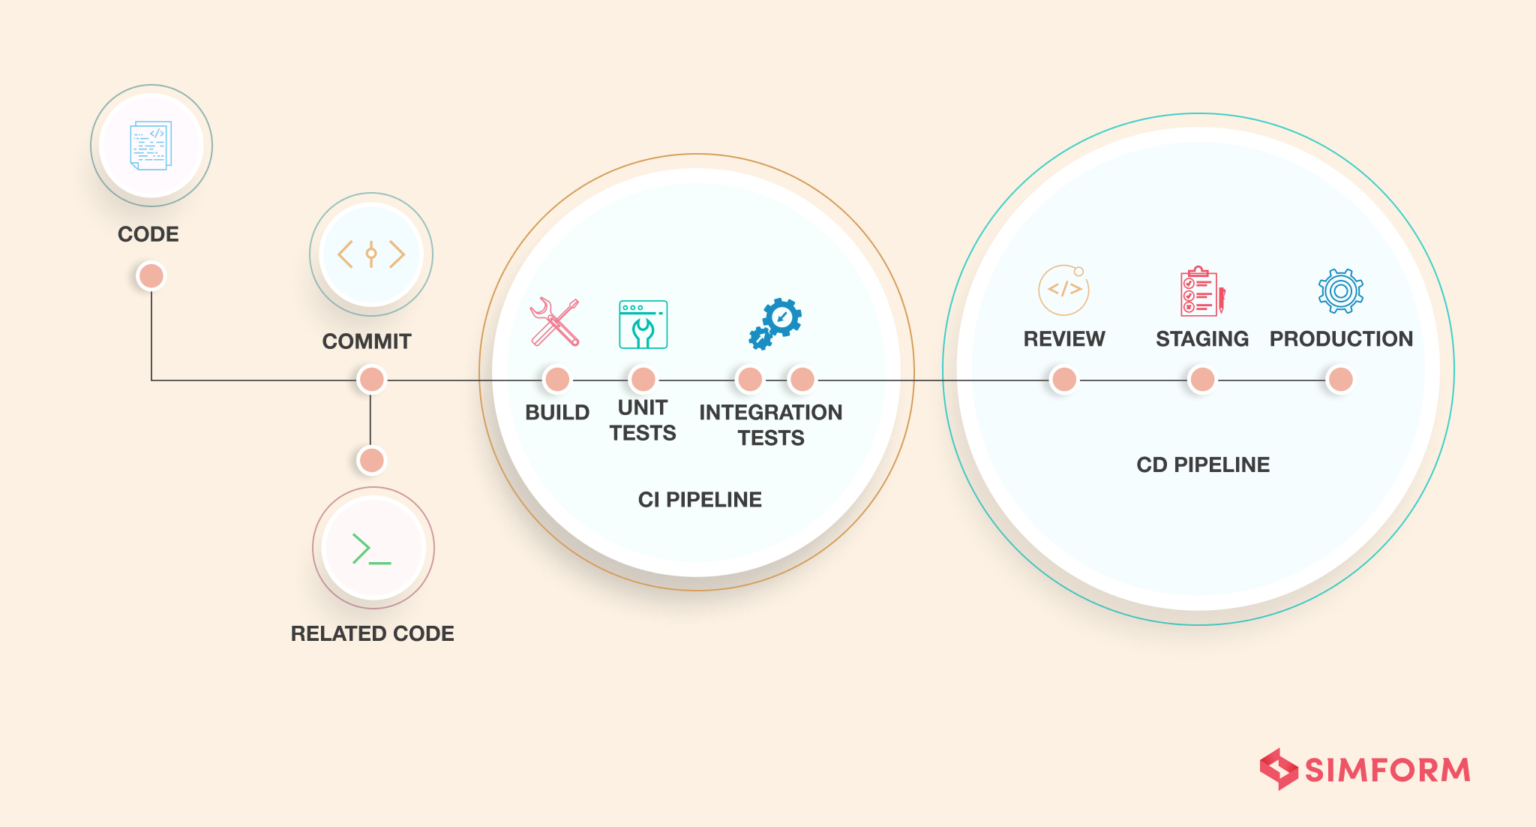 CODE
COMMIT
RELATED CODE
BUILD
UNIT
TESTS
INTEGRATION
TESTS
CI PIPELINE
REVIEW
STAGING
PRODUCTION
CD PIPELINE
SIMFORM